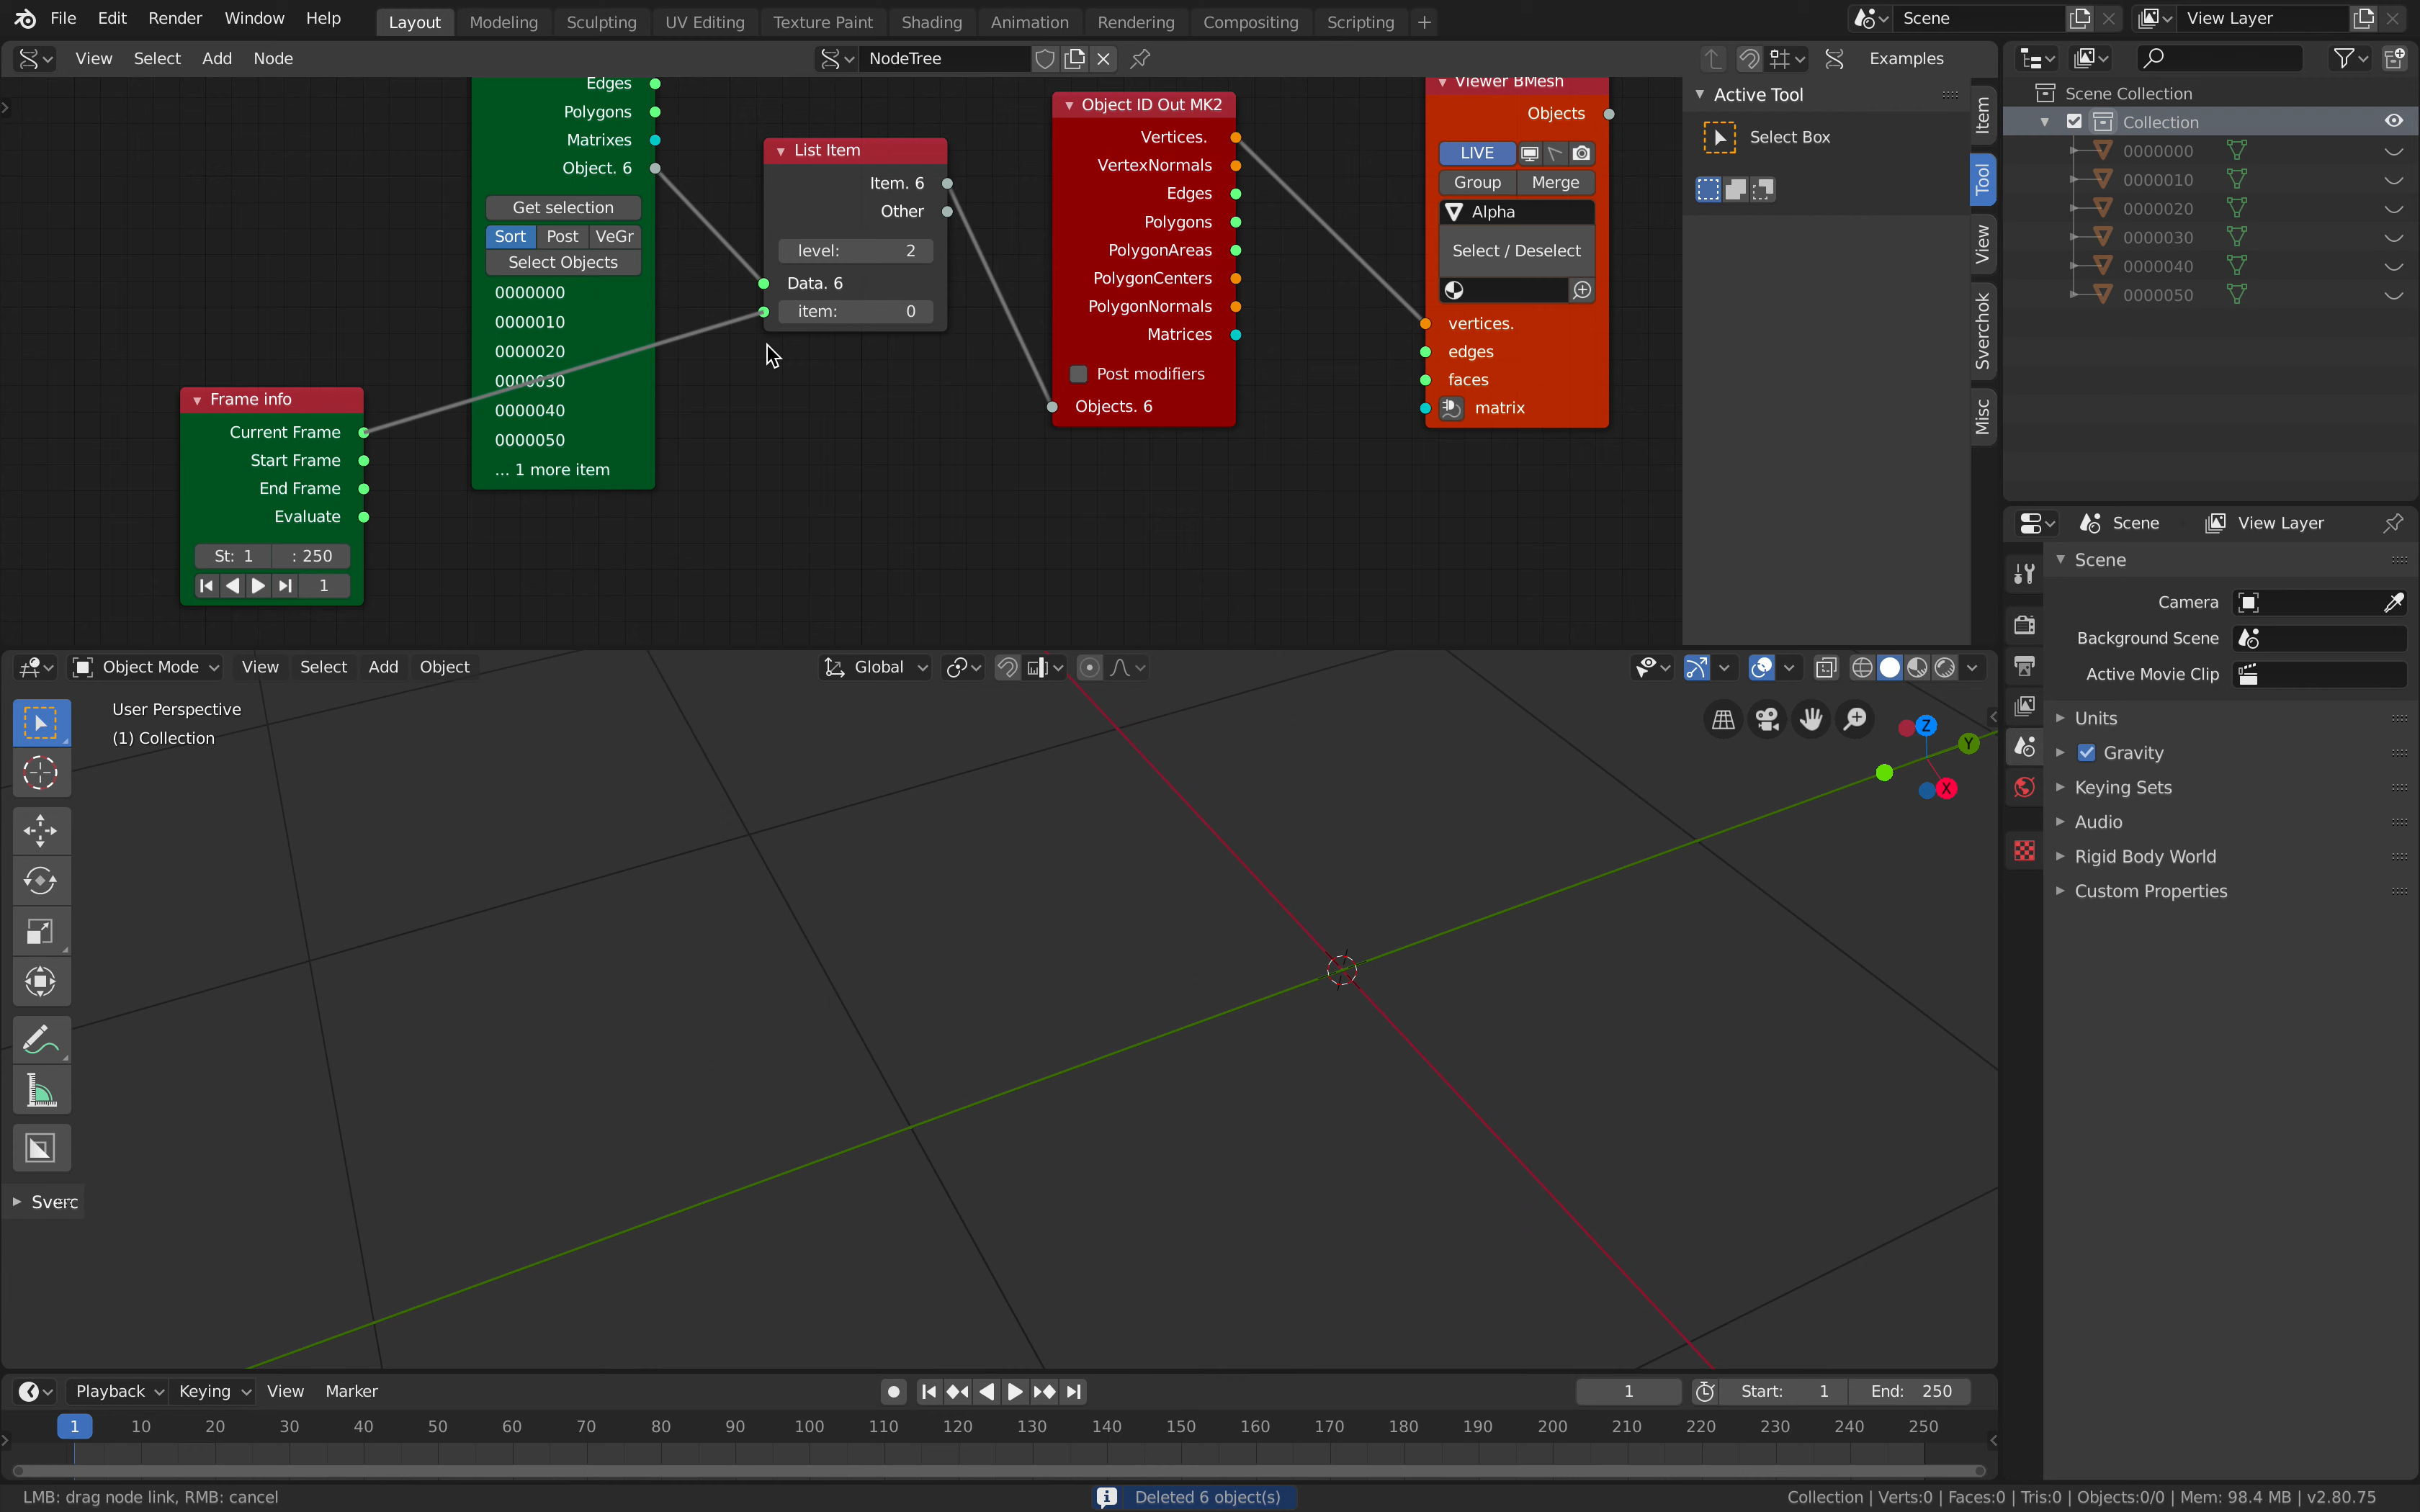 File Edit Render Window Help Layout Modeling Sculpting UV Editing Texture Paint Shading Animation Rendering Compositing Scripting + Scene View Layer
View Select Add Node NodeTree Examples
Edges
Polygons
Matrixes
Object. 6
Get selection
Sort Post VeGr
Select Objects
0000000
0000010
0000020
0000030
0000040
0000050
... 1 more item
Frame info
Current Frame
Start Frame
End Frame
Evaluate
St: 1 : 250
1
List Item
Item. 6
Other
level: 2
Data. 6
item: 0
Object ID Out MK2
Vertices.
VertexNormals
Edges
Polygons
PolygonAreas
PolygonCenters
PolygonNormals
Matrices
Post modifiers
Objects. 6
Viewer BMesh
Objects
LIVE
Group Merge
Alpha
Select / Deselect
vertices.
edges
faces
matrix
Active Tool
Select Box
Item
Tool
View
Sverchok
Misc
Scene Collection
Collection
0000000
0000010
0000020
0000030
0000040
0000050
Scene View Layer
Scene
Camera
Background Scene
Active Movie Clip
Units
Gravity
Keying Sets
Audio
Rigid Body World
Custom Properties
Object Mode View Select Add Object Global
User Perspective
(1) Collection
Z
Y
X
Sverc
Playback Keying View Marker 1 Start: 1 End: 250
1 10 20 30 40 50 60 70 80 90 100 110 120 130 140 150 160 170 180 190 200 210 220 230 240 250
LMB: drag node link, RMB: cancel Deleted 6 object(s) Collection | Verts:0 | Faces:0 | Tris:0 | Objects:0/0 | Mem: 98.4 MB | v2.80.75